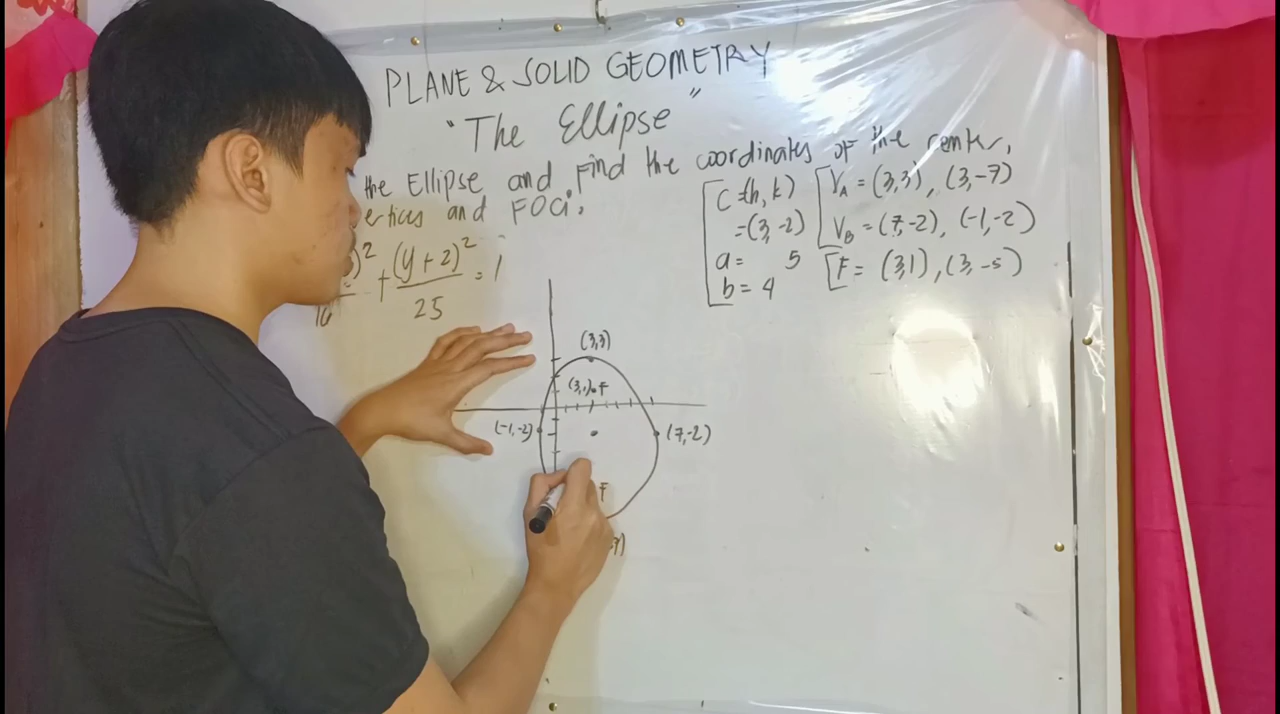 PLANE & SOLID GEOMETRY
"The Ellipse"
the Ellipse and Find the coordinates of the center,
and FOCI.
)² + (y+2)² = 1
25
C = (h, k)
= (3, -2)
a = 5
b = 4
VA = (3,3), (3,-7)
VB = (7,-2), (-1,-2)
F = (3,1), (3,-5)
(3,3)
(3,1) F
(-1,-2)
(7,-2)
F